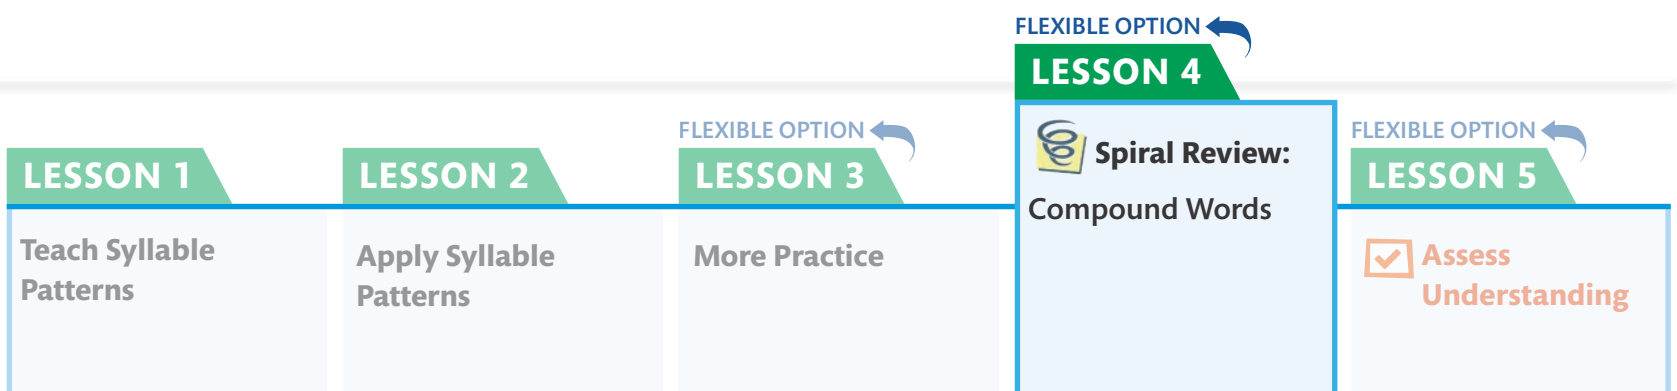 LESSON 1
Teach Syllable
Patterns
LESSON 2
Apply Syllable
Patterns
FLEXIBLE OPTION
LESSON 3
More Practice
FLEXIBLE OPTION
LESSON 4
Spiral Review:
Compound Words
FLEXIBLE OPTION
LESSON 5
Assess
Understanding